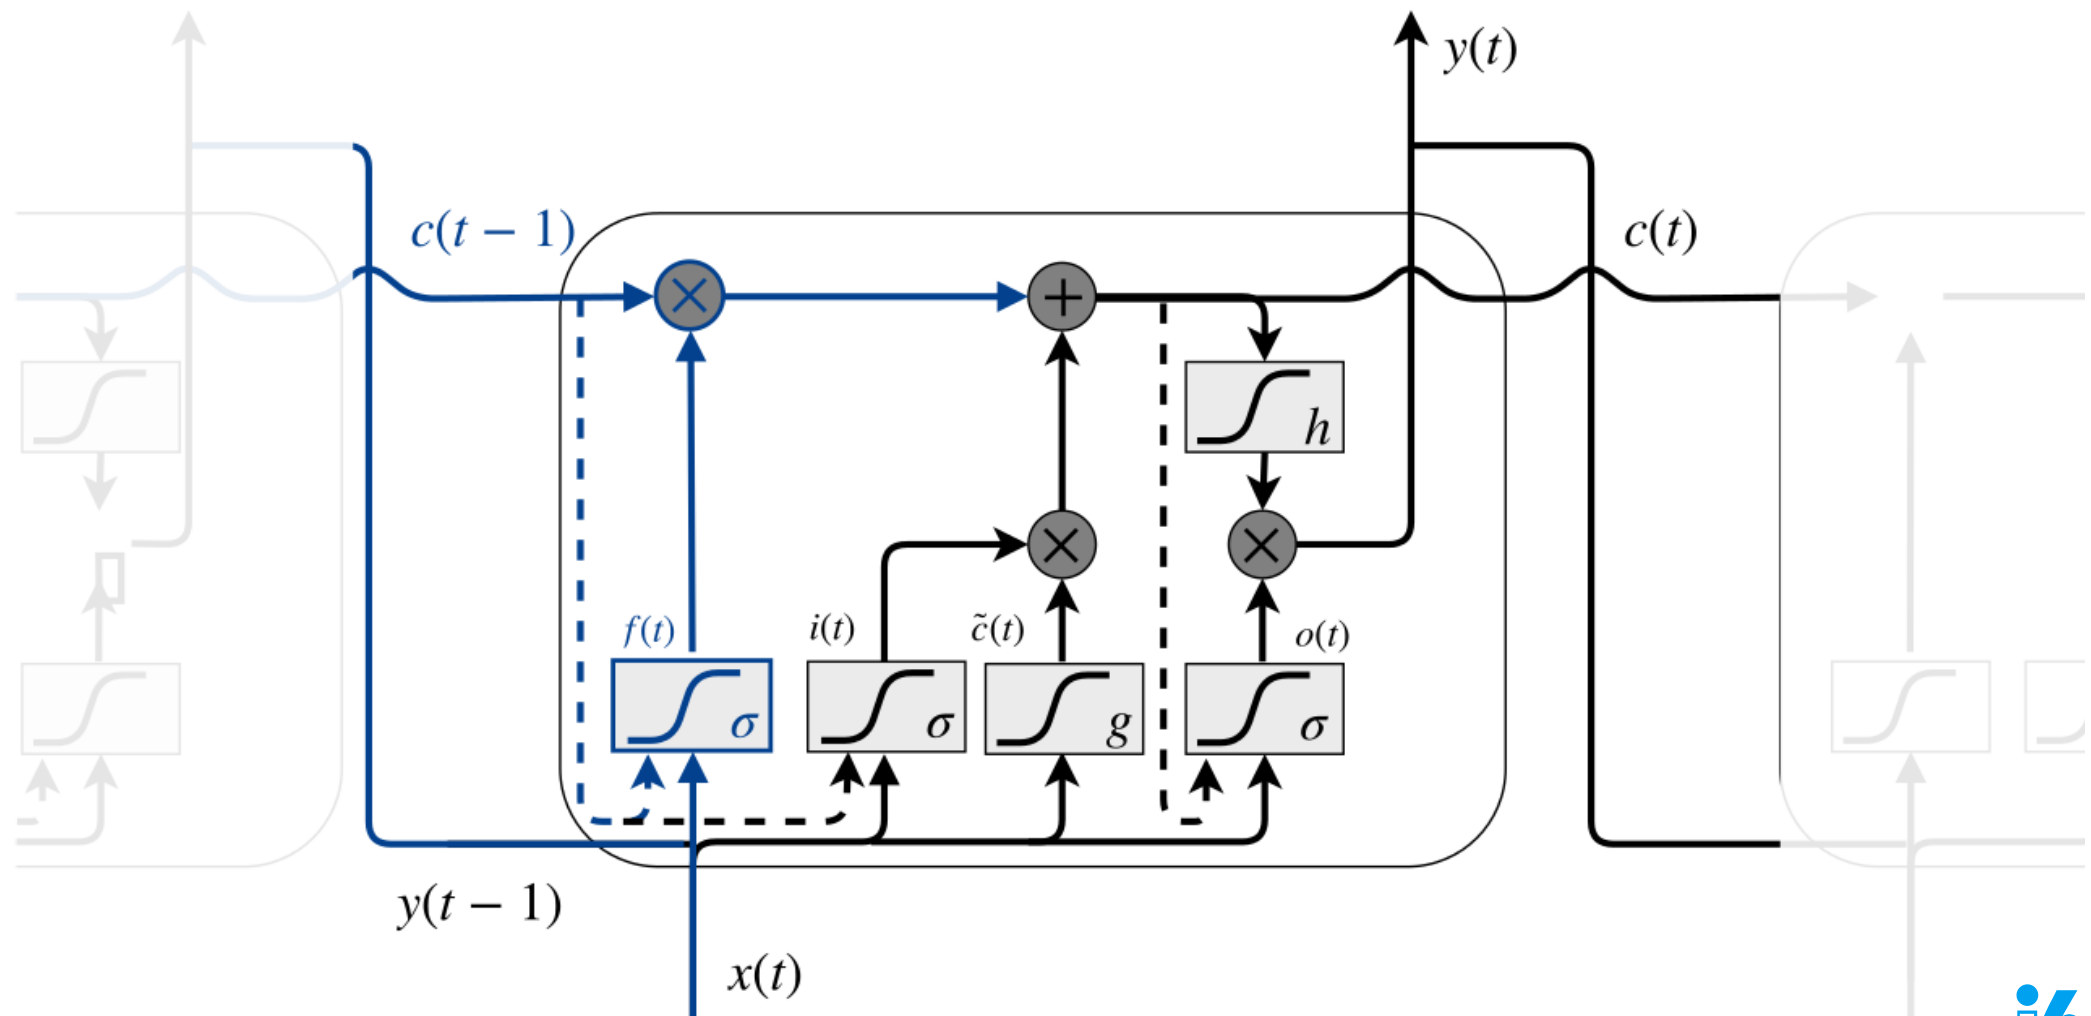 y(t)
c(t − 1)
c(t)
h
f(t)
i(t)
c̃(t)
o(t)
σ
σ
g
σ
y(t − 1)
x(t)